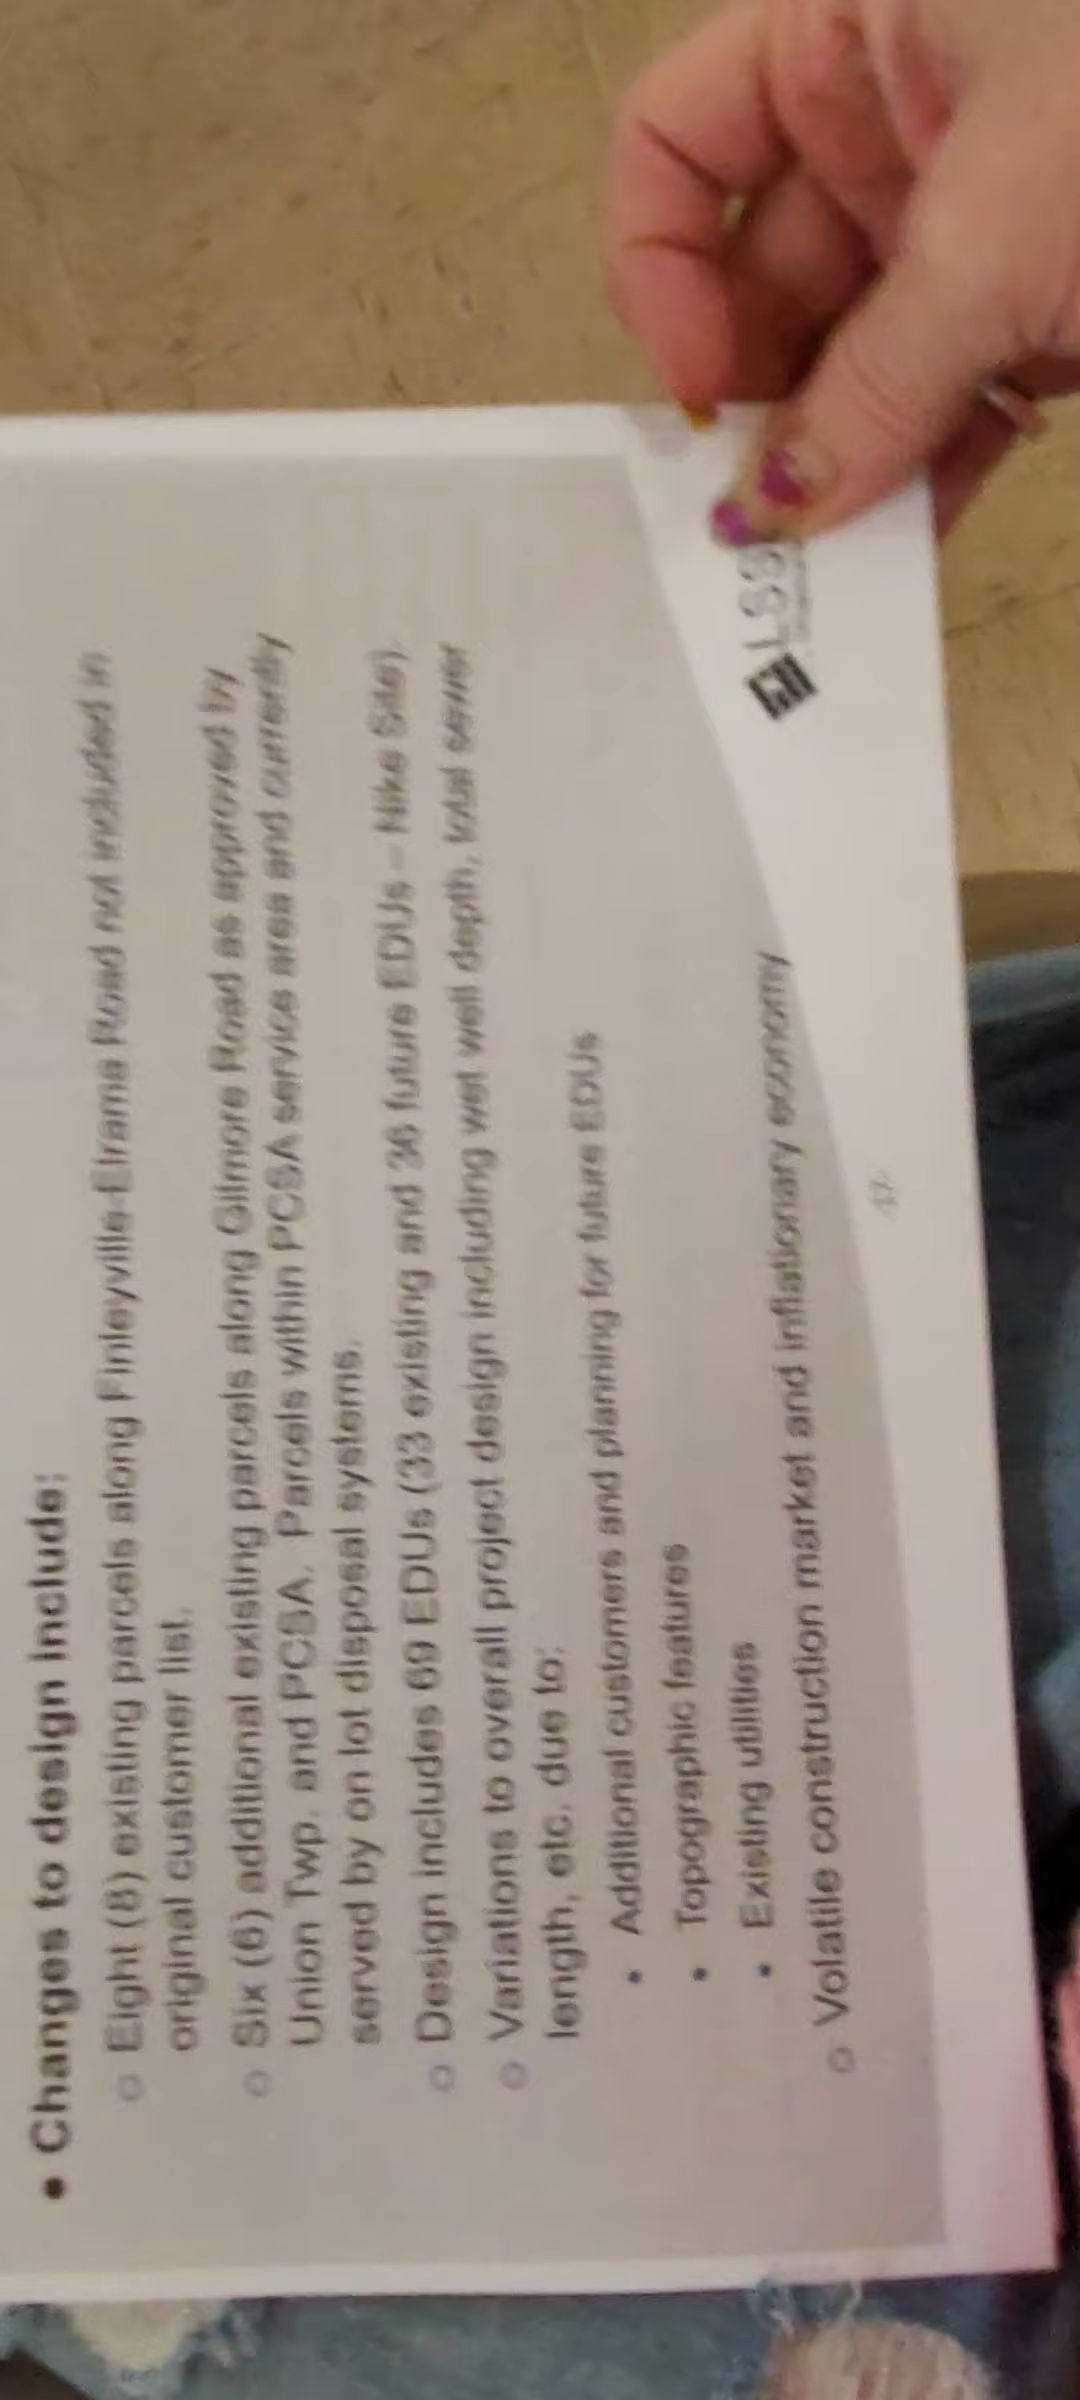 • Changes to design include:
o Eight (8) existing parcels along Finleyville-Elrama Road not included in
original customer list.
o Six (6) additional existing parcels along Gilmore Road as approved by
Union Twp. and PCSA. Parcels within PCSA service area and currently
served by on lot disposal systems.
o Design includes 69 EDUs (33 existing and 36 future EDUs – Nike Site).
o Variations to overall project design including wet well depth, total sewer
length, etc. due to:
• Additional customers and planning for future EDUs
• Topographic features
• Existing utilities
o Volatile construction market and inflationary economy